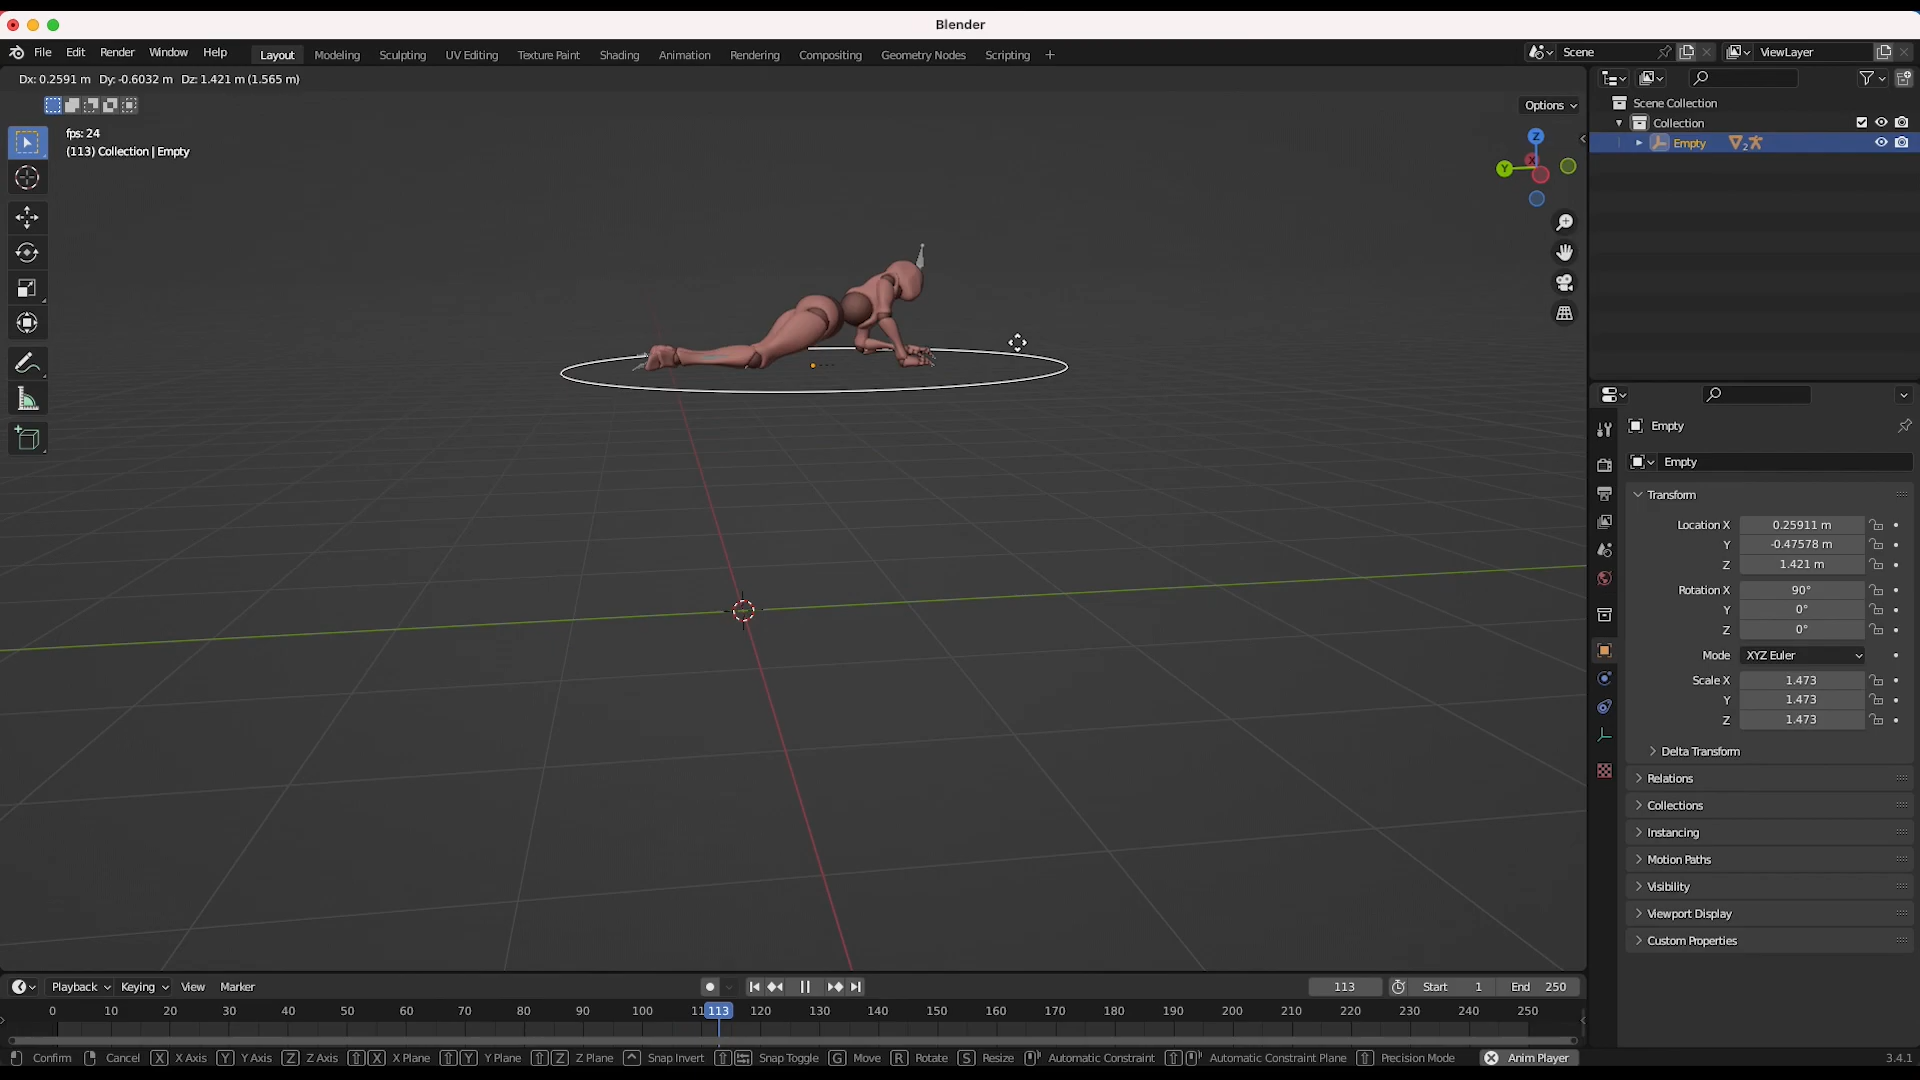 Blender
File Edit Render Window Help Layout Modeling Sculpting UV Editing Texture Paint Shading Animation Rendering Compositing Geometry Nodes Scripting + Scene ViewLayer
Dx: 0.2591 m Dy: -0.6032 m Dz: 1.421 m (1.565 m)
Options
fps: 24
(113) Collection | Empty
Z
X
Y
Scene Collection
Collection
Empty 2
Empty
Empty
Transform
Location X 0.25911 m
Y -0.47578 m
Z 1.421 m
Rotation X 90°
Y 0°
Z 0°
Mode XYZ Euler
Scale X 1.473
Y 1.473
Z 1.473
Delta Transform
Relations
Collections
Instancing
Motion Paths
Visibility
Viewport Display
Custom Properties
Playback Keying View Marker 113 Start 1 End 250
0 10 20 30 40 50 60 70 80 90 100 11 113 120 130 140 150 160 170 180 190 200 210 220 230 240 250
Confirm Cancel X X Axis Y Y Axis Z Z Axis X X Plane Y Y Plane Z Z Plane Snap Invert Snap Toggle G Move R Rotate S Resize Automatic Constraint Automatic Constraint Plane Precision Mode Anim Player 3.4.1